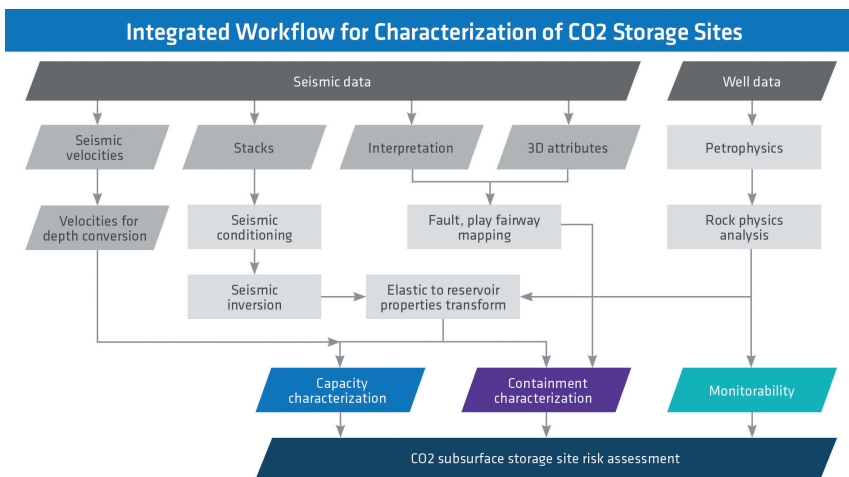 Integrated Workflow for Characterization of CO2 Storage Sites
Seismic data
Well data
Seismic
velocities
Stacks
Interpretation
3D attributes
Petrophysics
Velocities for
depth conversion
Seismic
conditioning
Fault, play fairway
mapping
Rock physics
analysis
Seismic
inversion
Elastic to reservoir
properties transform
Capacity
characterization
Containment
characterization
Monitorability
CO2 subsurface storage site risk assessment